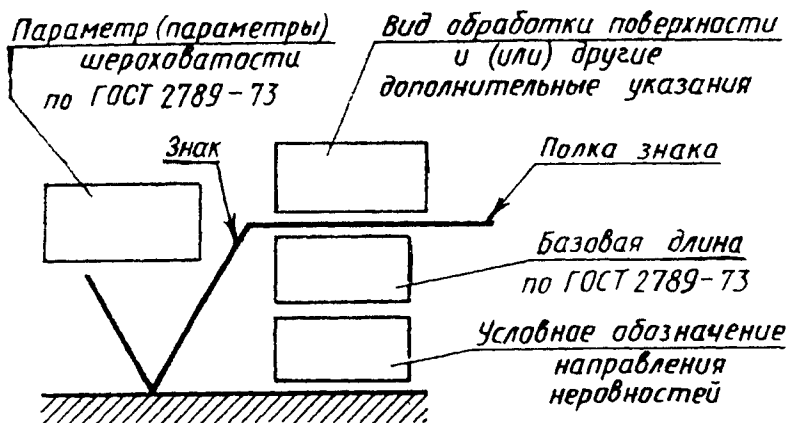 Параметр (параметры)
шероховатости
по ГОСТ 2789-73
Вид обработки поверхности
и (или) другие
дополнительные указания
Знак
Полка знака
Базовая длина
по ГОСТ 2789-73
Условное обозначение
направления
неровностей